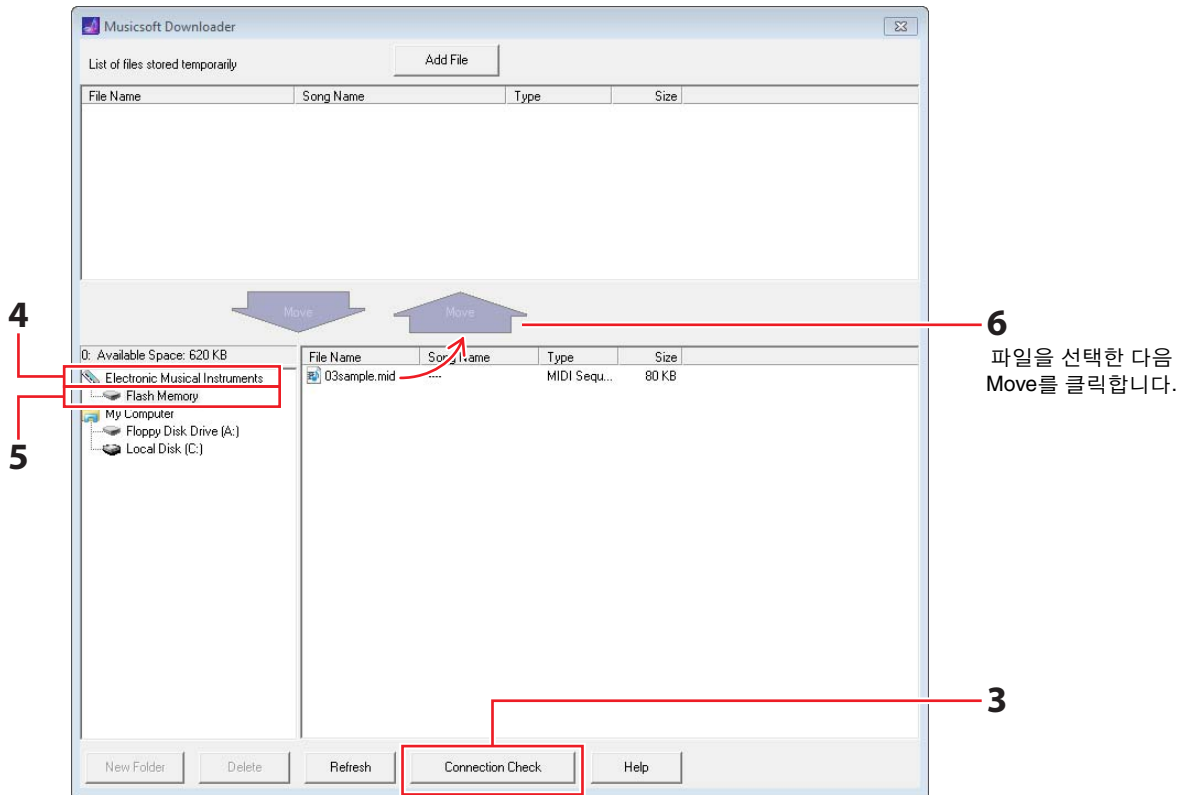 Musicsoft Downloader
List of files stored temporarily
Add File
File Name Song Name Type Size
Move Move
4
6
파일을 선택한 다음
Move를 클릭합니다.
0: Available Space: 620 KB
File Name Song Name Type Size
Electronic Musical Instruments
03sample.mid ---- MIDI Sequ... 80 KB
Flash Memory
My Computer
Floppy Disk Drive (A:)
5
Local Disk (C:)
3
New Folder Delete Refresh Connection Check Help